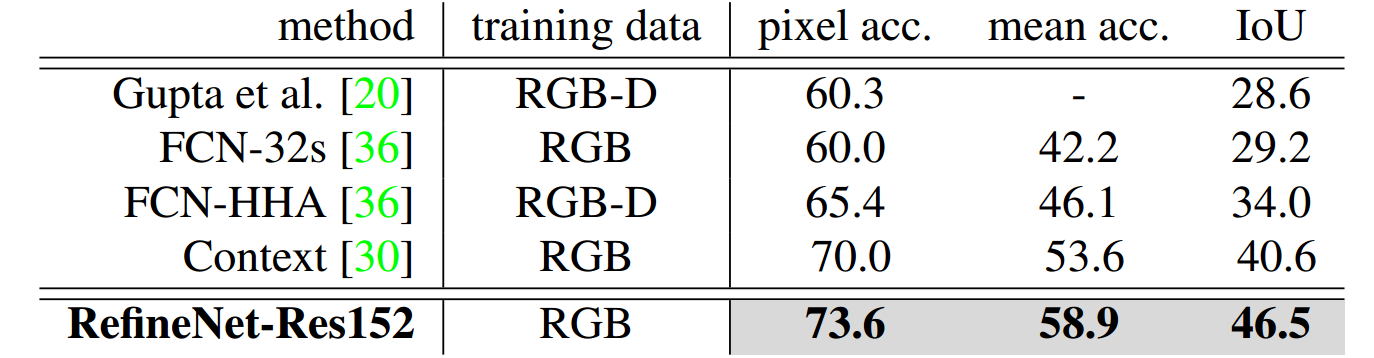 method training data pixel acc. mean acc. IoU
Gupta et al. [20] RGB-D 60.3 - 28.6
FCN-32s [36] RGB 60.0 42.2 29.2
FCN-HHA [36] RGB-D 65.4 46.1 34.0
Context [30] RGB 70.0 53.6 40.6
RefineNet-Res152 RGB 73.6 58.9 46.5